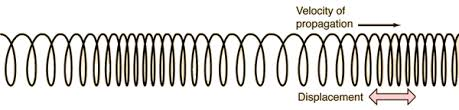 Velocity of
propagation
Displacement